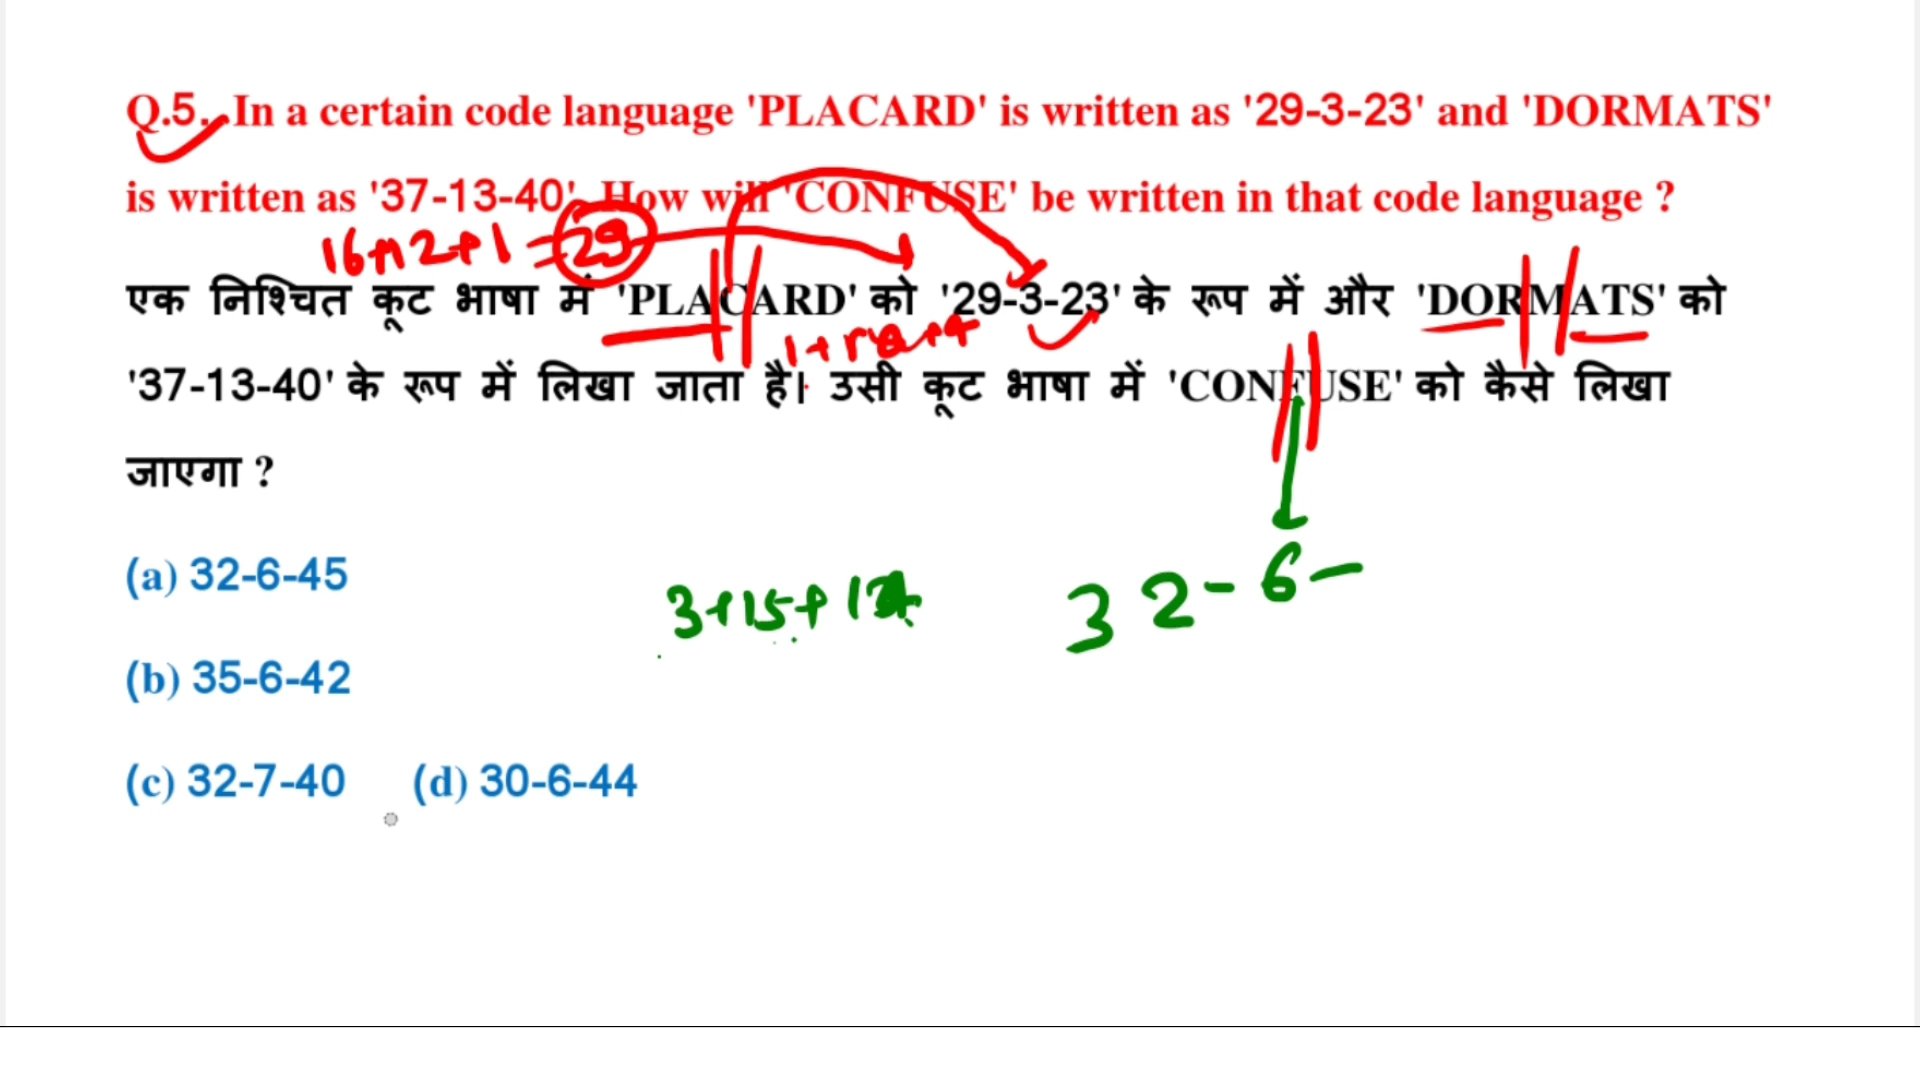 Q.5. In a certain code language 'PLACARD' is written as '29-3-23' and 'DORMATS'
is written as '37-13-40'. How will 'CONFUSE' be written in that code language ?
16+12+1=29
एक निश्चित कूट भाषा में 'PLACARD' को '29-3-23' के रूप में और 'DORMATS' को
'37-13-40' के रूप में लिखा जाता है। उसी कूट भाषा में 'CONFUSE' को कैसे लिखा
जाएगा ?
(a) 32-6-45
3+15+14 32-6-
(b) 35-6-42
(c) 32-7-40 (d) 30-6-44